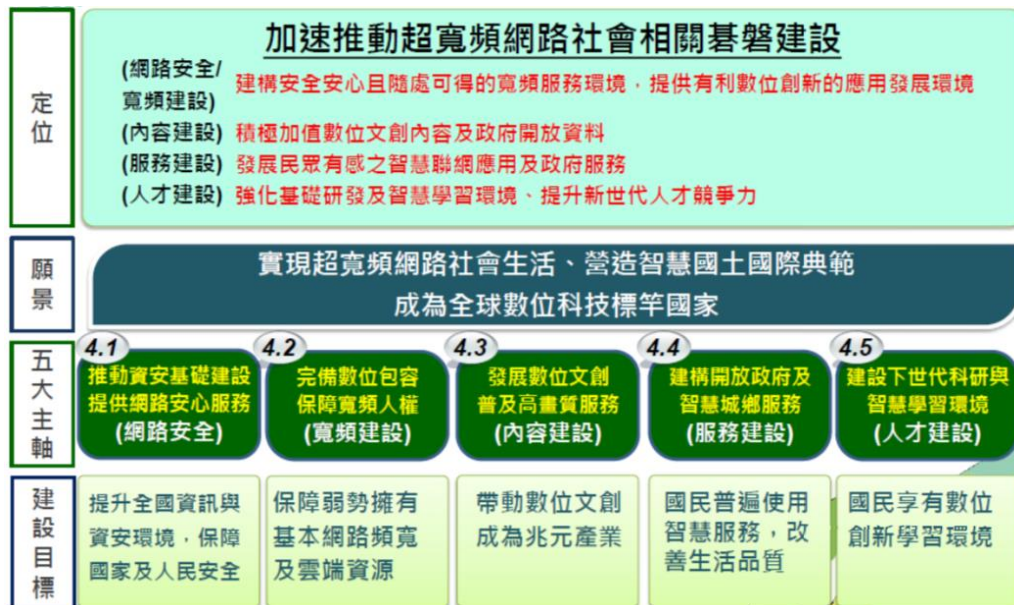 定位
加速推動超寬頻網路社會相關基磐建設
(網路安全/
寬頻建設)
建構安全安心且隨處可得的寬頻服務環境，提供有利數位創新的應用發展環境
(內容建設) 積極加值數位文創內容及政府開放資料
(服務建設) 發展民眾有感之智慧聯網應用及政府服務
(人才建設) 強化基礎研發及智慧學習環境、提升新世代人才競爭力
願景
實現超寬頻網路社會生活、營造智慧國土國際典範
成為全球數位科技標竿國家
五大主軸
4.1
推動資安基礎建設
提供網路安心服務
(網路安全)
4.2
完備數位包容
保障寬頻人權
(寬頻建設)
4.3
發展數位文創
普及高畫質服務
(內容建設)
4.4
建構開放政府及
智慧城鄉服務
(服務建設)
4.5
建設下世代科研與
智慧學習環境
(人才建設)
建設目標
提升全國資訊與
資安環境，保障
國家及人民安全
保障弱勢擁有
基本網路頻寬
及雲端資源
帶動數位文創
成為兆元產業
國民普遍使用
智慧服務，改
善生活品質
國民享有數位
創新學習環境